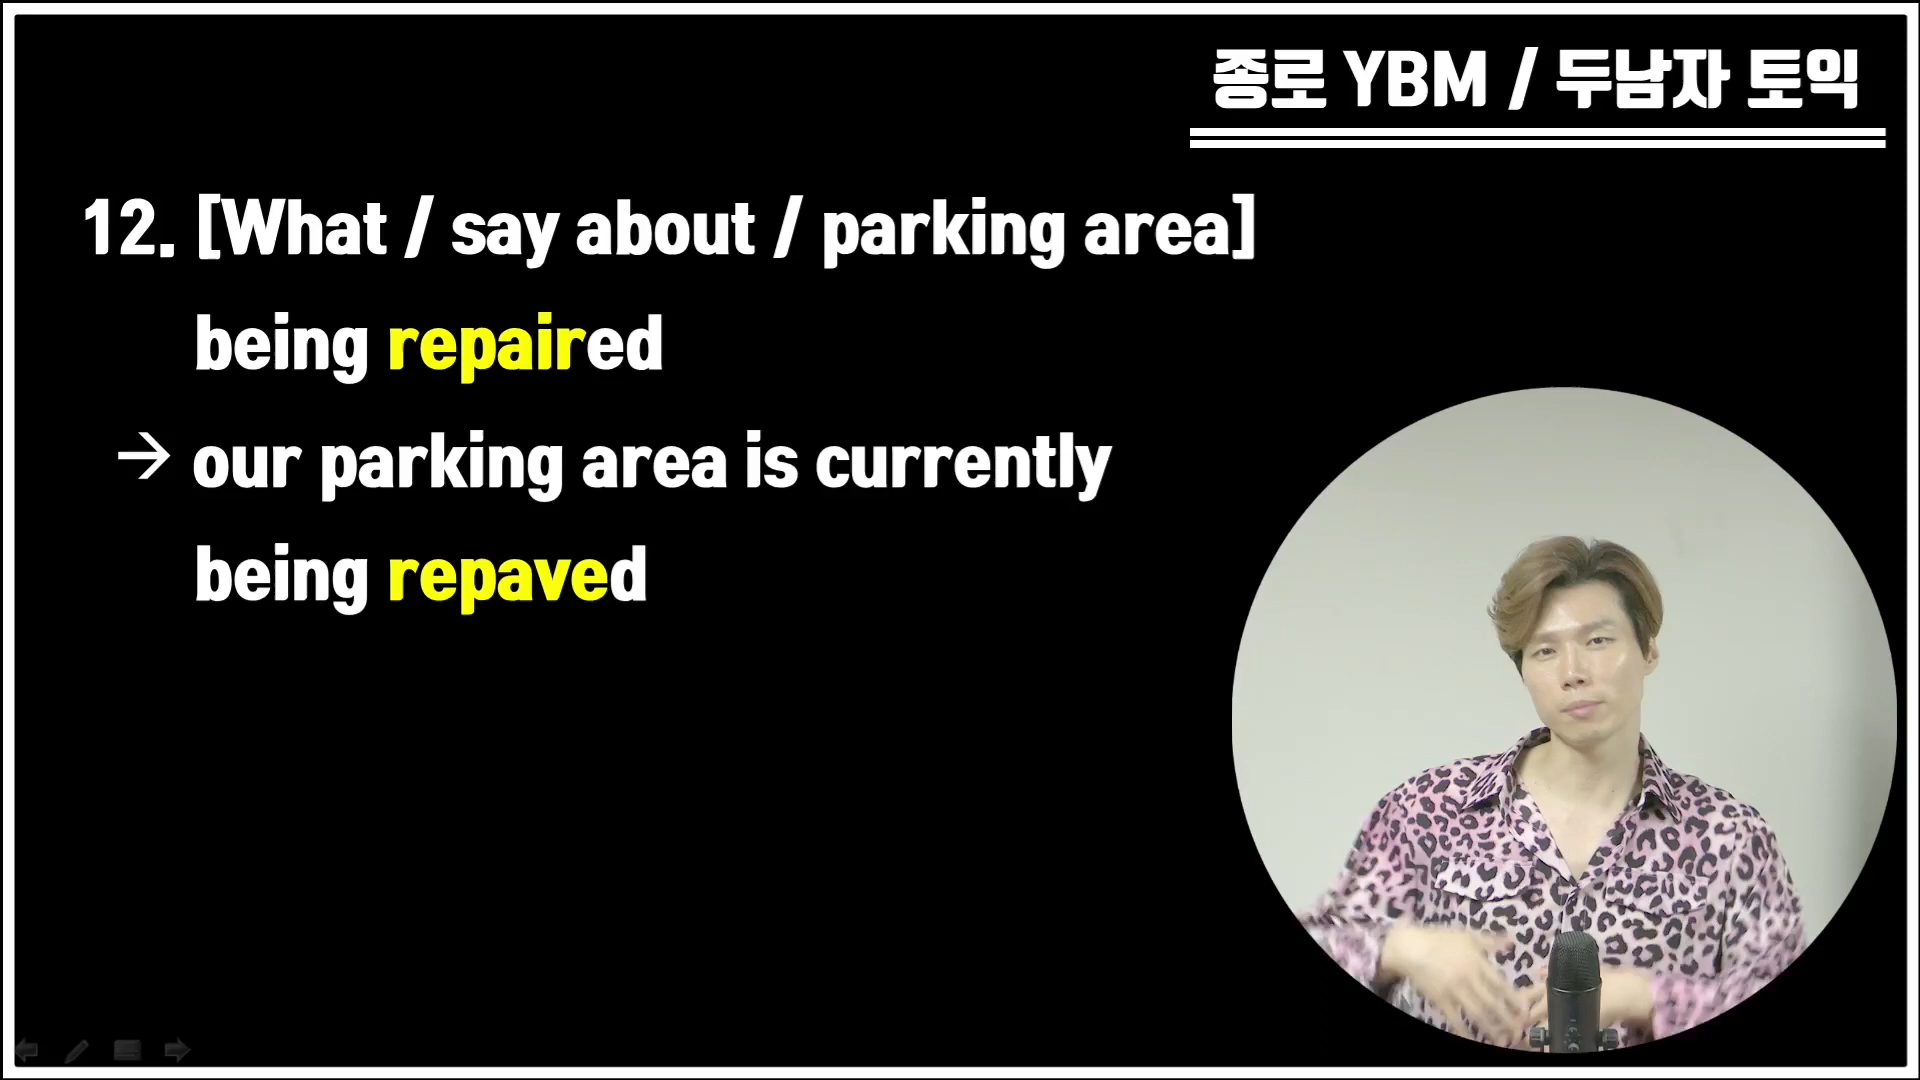 종로 YBM / 두남자 토익
12. [What / say about / parking area]
being repaired
→ our parking area is currently
being repaved